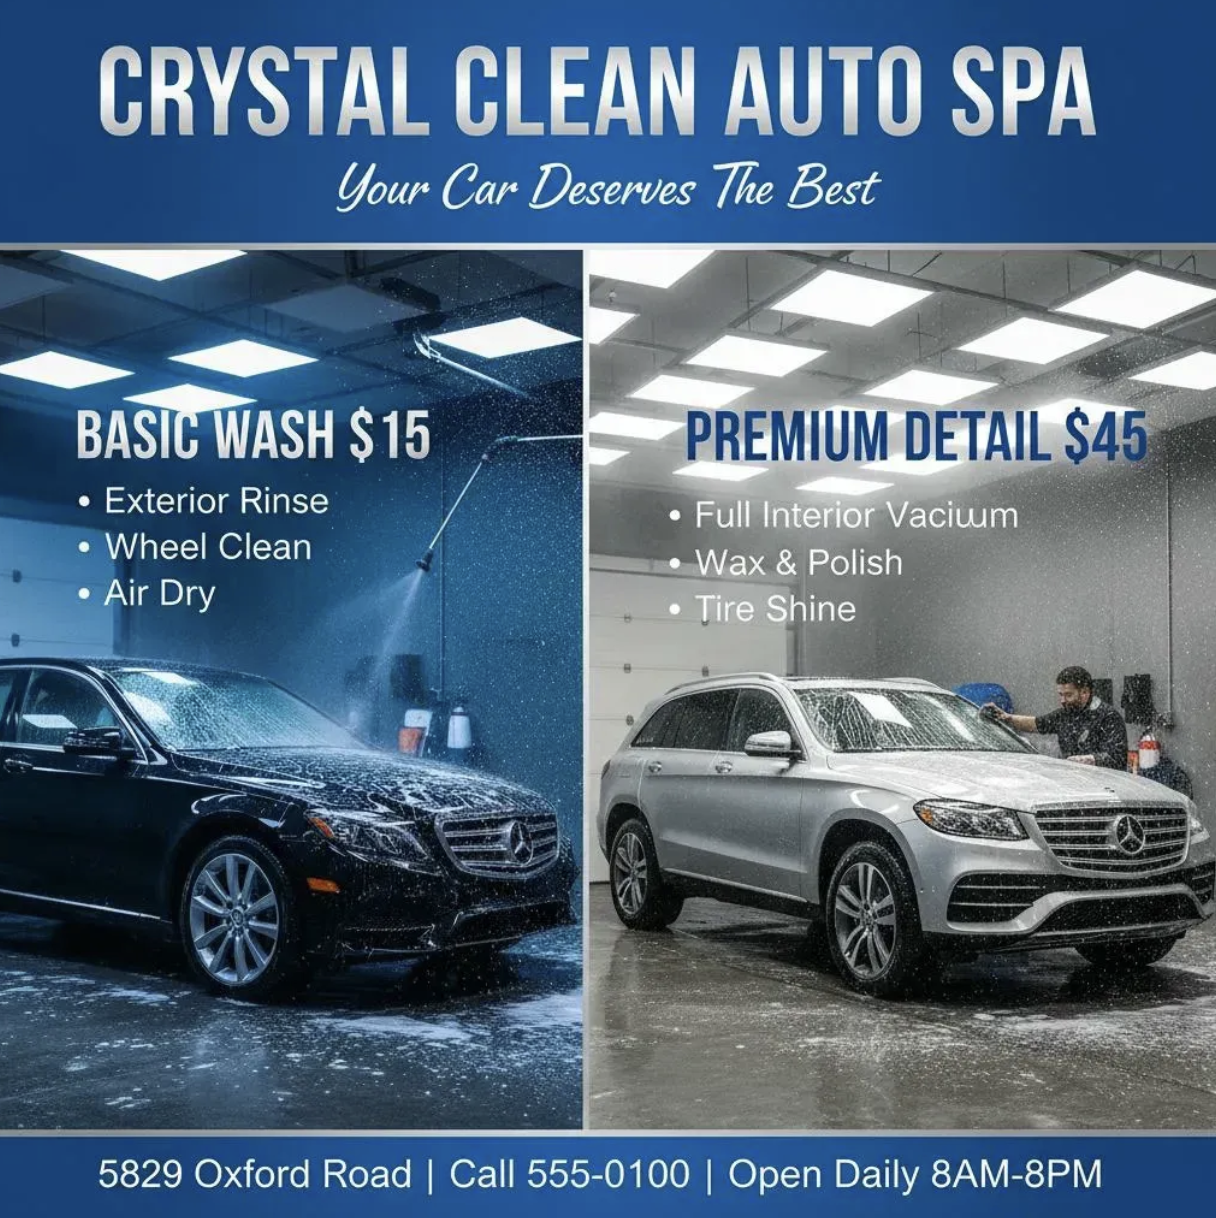 CRYSTAL CLEAN AUTO SPA
Your Car Deserves The Best
BASIC WASH $15
• Exterior Rinse
• Wheel Clean
• Air Dry
PREMIUM DETAIL $45
• Full Interior Vaciuum
• Wax & Polish
• Tire Shine
5829 Oxford Road | Call 555-0100 | Open Daily 8AM-8PM